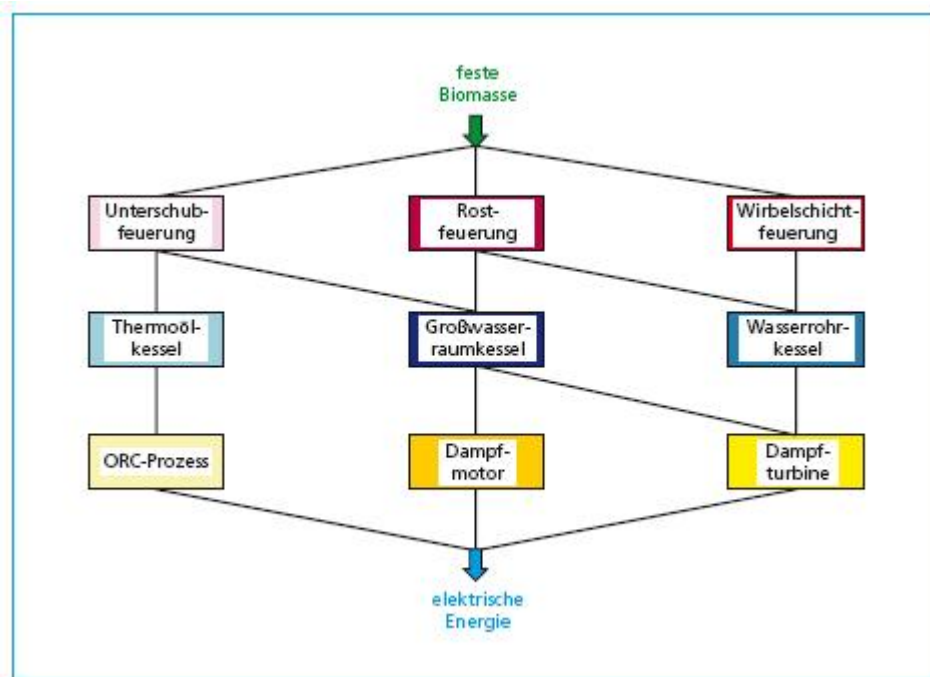 feste
Biomasse
Unterschub-
feuerung
Rost-
feuerung
Wirbelschicht-
feuerung
Thermoöl-
kessel
Großwasser-
raumkessel
Wasserrohr-
kessel
ORC-Prozess
Dampf-
motor
Dampf-
turbine
elektrische
Energie